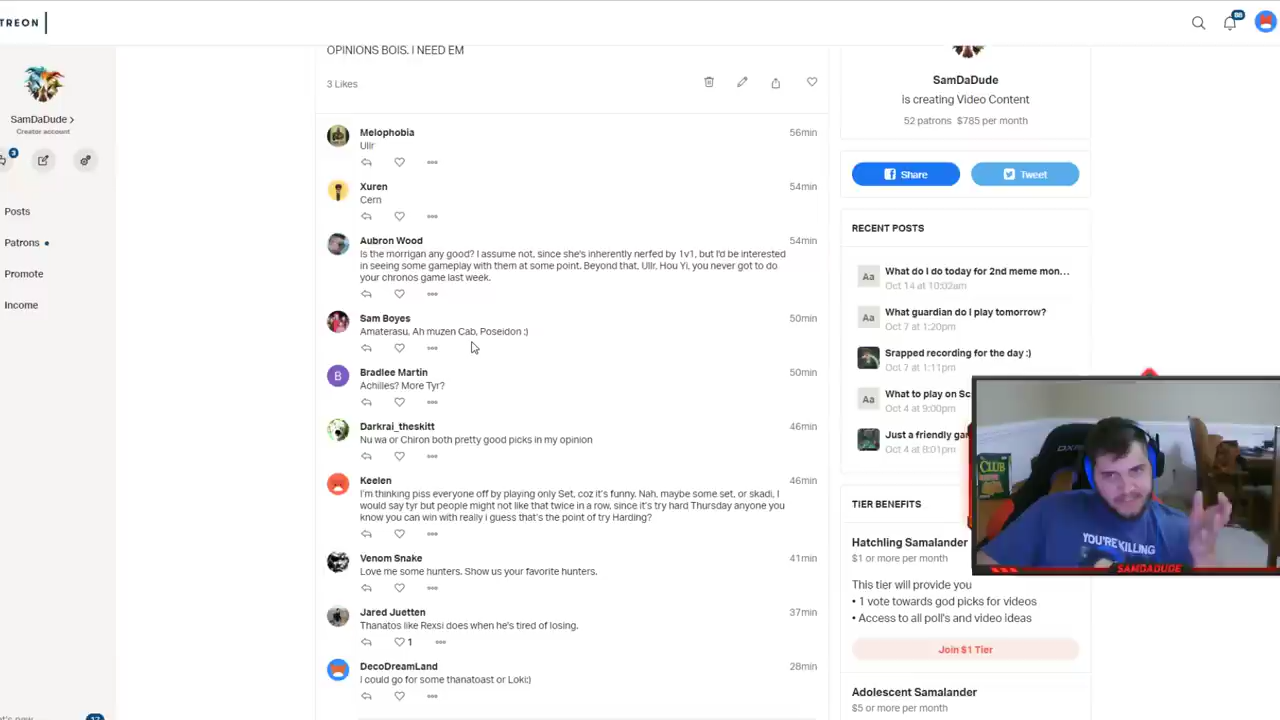 TREON
88
OPINIONS BOIS. I NEED EM
3 Likes
SamDaDude >
Creator account
3
Posts
Patrons
Promote
Income
Melophobia
56min
Ullr
Xuren
54min
Cern
Aubron Wood
54min
Is the morrigan any good? I assume not, since she's inherently nerfed by 1v1, but I'd be interested
in seeing some gameplay with them at some point. Beyond that, Ullr, Hou Yi, you never got to do
your chronos game last week.
Sam Boyes
50min
Amaterasu, Ah muzen Cab, Poseidon :)
B
Bradlee Martin
50min
Achilles? More Tyr?
Darkrai_theskitt
46min
Nu wa or Chiron both pretty good picks in my opinion
Keelen
46min
I'm thinking piss everyone off by playing only Set, coz it's funny. Nah, maybe some set, or skadi, I
would say tyr but people might not like that twice in a row, since it's try hard Thursday anyone you
know you can win with really i guess that's the point of try Harding?
Venom Snake
41min
Love me some hunters. Show us your favorite hunters.
Jared Juetten
37min
Thanatos like Rexsi does when he's tired of losing.
1
DecoDreamLand
28min
I could go for some thanatoast or Loki;)
SamDaDude
Is creating Video Content
52 patrons $785 per month
Share
Tweet
RECENT POSTS
Aa
What do I do today for 2nd meme mon...
Oct 14 at 10:02am
Aa
What guardian do I play tomorrow?
Oct 7 at 1:20pm
Srapped recording for the day :)
Oct 7 at 1:11pm
Aa
What to play on Sc
Oct 4 at 9:00pm
Just a friendly gar
Oct 4 at 8:01pm
TIER BENEFITS
Hatchling Samalander
$1 or more per month
This tier will provide you
• 1 vote towards god picks for videos
• Access to all poll's and video ideas
Join $1 Tier
Adolescent Samalander
$5 or more per month
CLUB
YOU'RE KILLING
SAMDADUDE